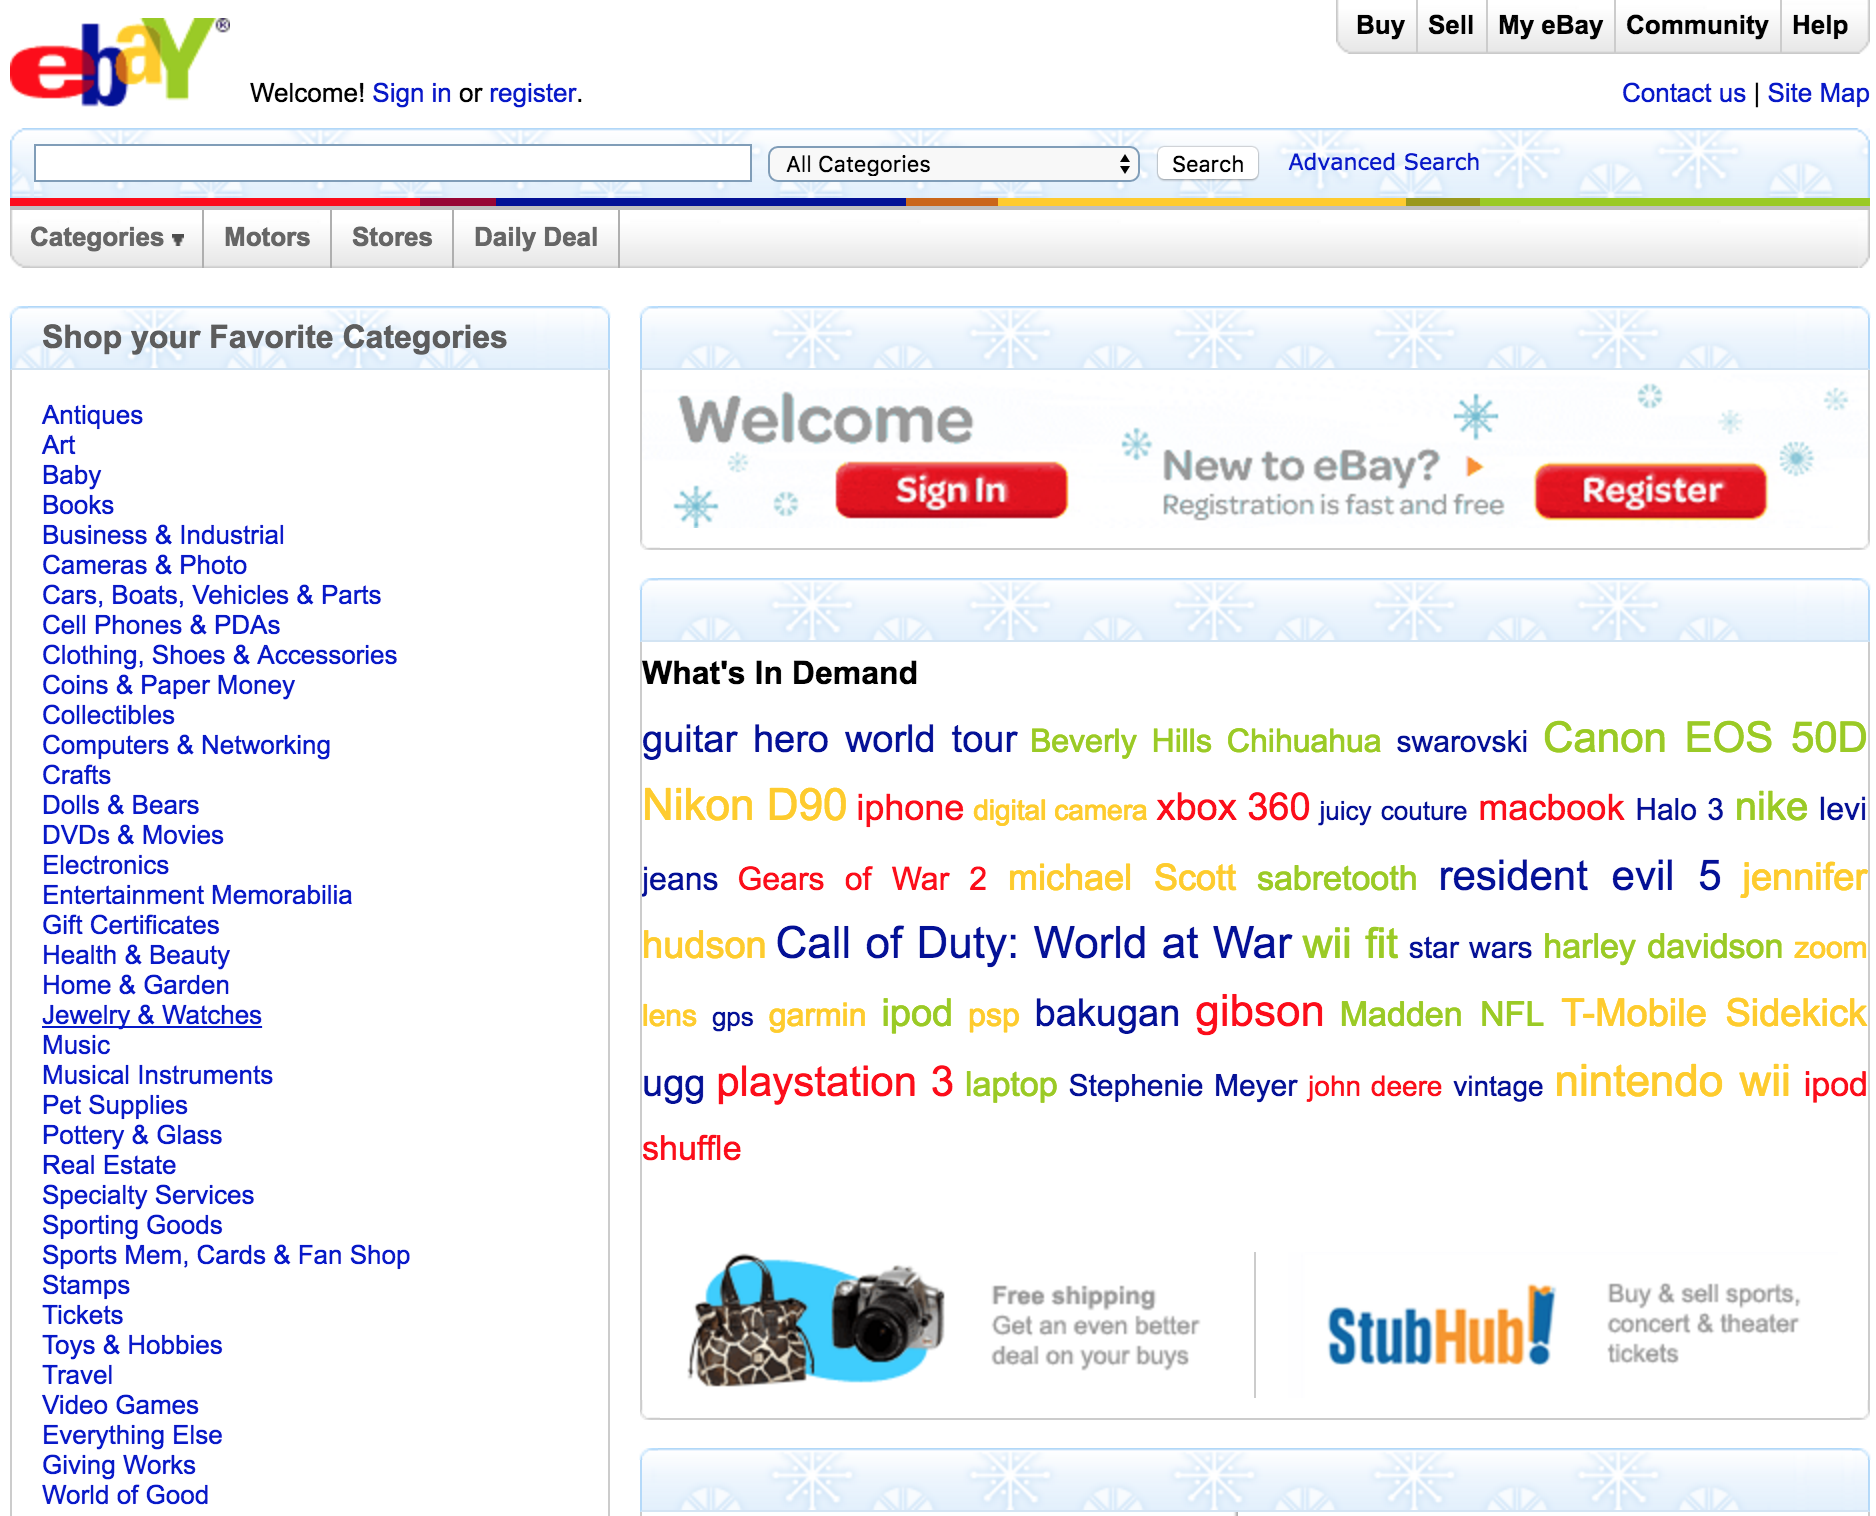 Buy Sell My eBay Community Help
ebaY®
Welcome! Sign in or register.
Contact us | Site Map
All Categories Search Advanced Search
Categories Motors Stores Daily Deal
Shop your Favorite Categories
Antiques
Art
Baby
Books
Business & Industrial
Cameras & Photo
Cars, Boats, Vehicles & Parts
Cell Phones & PDAs
Clothing, Shoes & Accessories
Coins & Paper Money
Collectibles
Computers & Networking
Crafts
Dolls & Bears
DVDs & Movies
Electronics
Entertainment Memorabilia
Gift Certificates
Health & Beauty
Home & Garden
Jewelry & Watches
Music
Musical Instruments
Pet Supplies
Pottery & Glass
Real Estate
Specialty Services
Sporting Goods
Sports Mem, Cards & Fan Shop
Stamps
Tickets
Toys & Hobbies
Travel
Video Games
Everything Else
Giving Works
World of Good
Welcome
Sign In
New to eBay?
Registration is fast and free
Register
What's In Demand
guitar hero world tour Beverly Hills Chihuahua swarovski Canon EOS 50D
Nikon D90 iphone digital camera xbox 360 juicy couture macbook Halo 3 nike levi
jeans Gears of War 2 michael Scott sabretooth resident evil 5 jennifer
hudson Call of Duty: World at War wii fit star wars harley davidson zoom
lens gps garmin ipod psp bakugan gibson Madden NFL T-Mobile Sidekick
ugg playstation 3 laptop Stephenie Meyer john deere vintage nintendo wii ipod
shuffle
Free shipping
Get an even better
deal on your buys
StubHub!
Buy & sell sports,
concert & theater
tickets